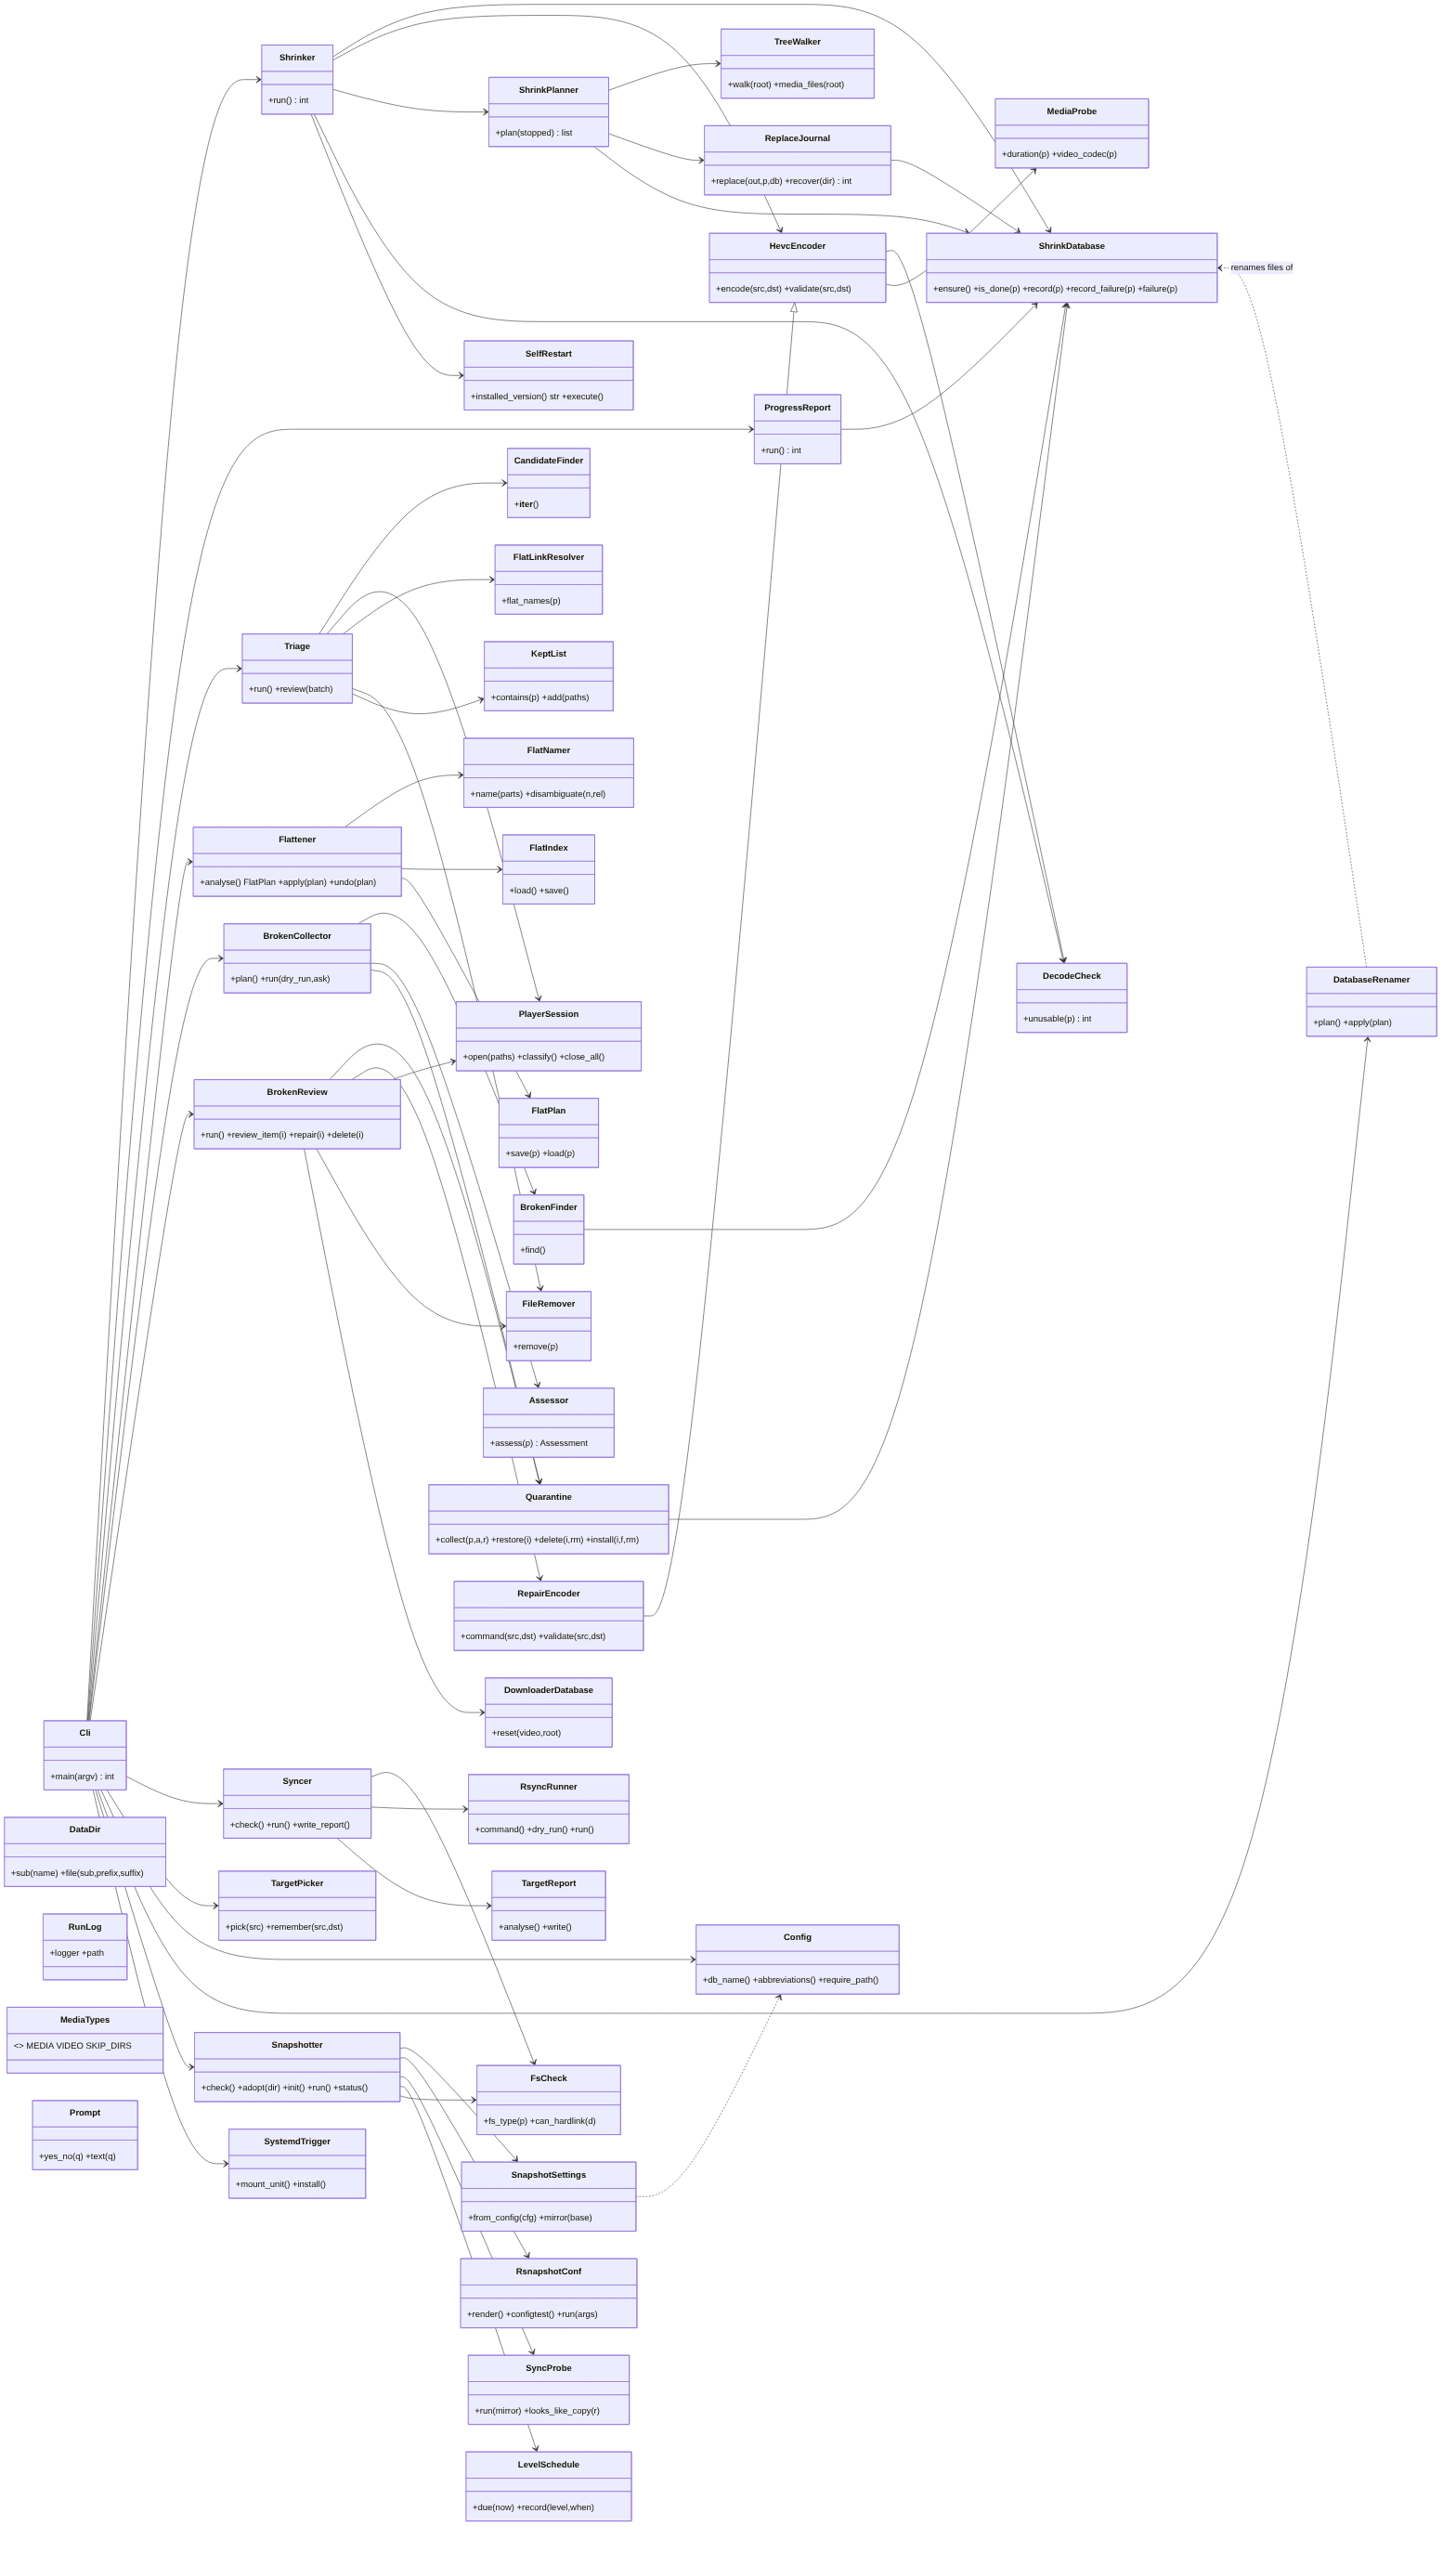 TreeWalker
+walk(root) +media_files(root)
Shrinker
+run() : int
ShrinkPlanner
+plan(stopped) : list
MediaProbe
+duration(p) +video_codec(p)
ReplaceJournal
+replace(out,p,db) +recover(dir) : int
HevcEncoder
+encode(src,dst) +validate(src,dst)
ShrinkDatabase
+ensure() +is_done(p) +record(p) +record_failure(p) +failure(p)
renames files of
SelfRestart
+installed_version() str +execute()
ProgressReport
+run() : int
CandidateFinder
+iter()
FlatLinkResolver
+flat_names(p)
Triage
+run() +review(batch)
KeptList
+contains(p) +add(paths)
FlatNamer
+name(parts) +disambiguate(n,rel)
Flattener
+analyse() FlatPlan +apply(plan) +undo(plan)
FlatIndex
+load() +save()
BrokenCollector
+plan() +run(dry_run,ask)
DecodeCheck
+unusable(p) : int
DatabaseRenamer
+plan() +apply(plan)
PlayerSession
+open(paths) +classify() +close_all()
BrokenReview
+run() +review_item(i) +repair(i) +delete(i)
FlatPlan
+save(p) +load(p)
BrokenFinder
+find()
FileRemover
+remove(p)
Assessor
+assess(p) : Assessment
Quarantine
+collect(p,a,r) +restore(i) +delete(i,rm) +install(i,f,rm)
RepairEncoder
+command(src,dst) +validate(src,dst)
DownloaderDatabase
+reset(video,root)
Cli
+main(argv) : int
Syncer
+check() +run() +write_report()
RsyncRunner
+command() +dry_run() +run()
DataDir
+sub(name) +file(sub,prefix,suffix)
TargetPicker
+pick(src) +remember(src,dst)
TargetReport
+analyse() +write()
RunLog
+logger +path
Config
+db_name() +abbreviations() +require_path()
MediaTypes
<> MEDIA VIDEO SKIP_DIRS
Snapshotter
+check() +adopt(dir) +init() +run() +status()
FsCheck
+fs_type(p) +can_hardlink(d)
Prompt
+yes_no(q) +text(q)
SystemdTrigger
+mount_unit() +install()
SnapshotSettings
+from_config(cfg) +mirror(base)
RsnapshotConf
+render() +configtest() +run(args)
SyncProbe
+run(mirror) +looks_like_copy(r)
LevelSchedule
+due(now) +record(level,when)